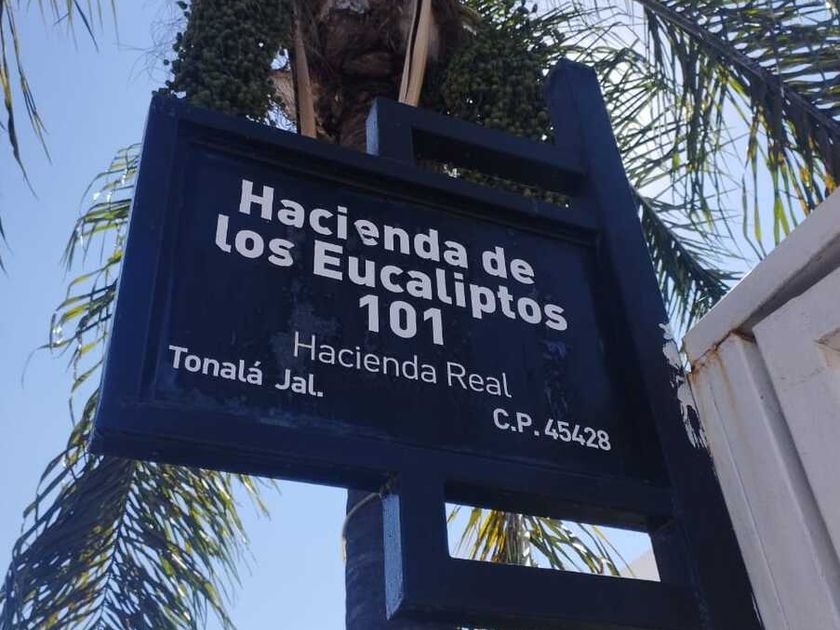 Hacienda de
los Eucaliptos
101
Hacienda Real
Tonalá Jal.
C.P. 45428